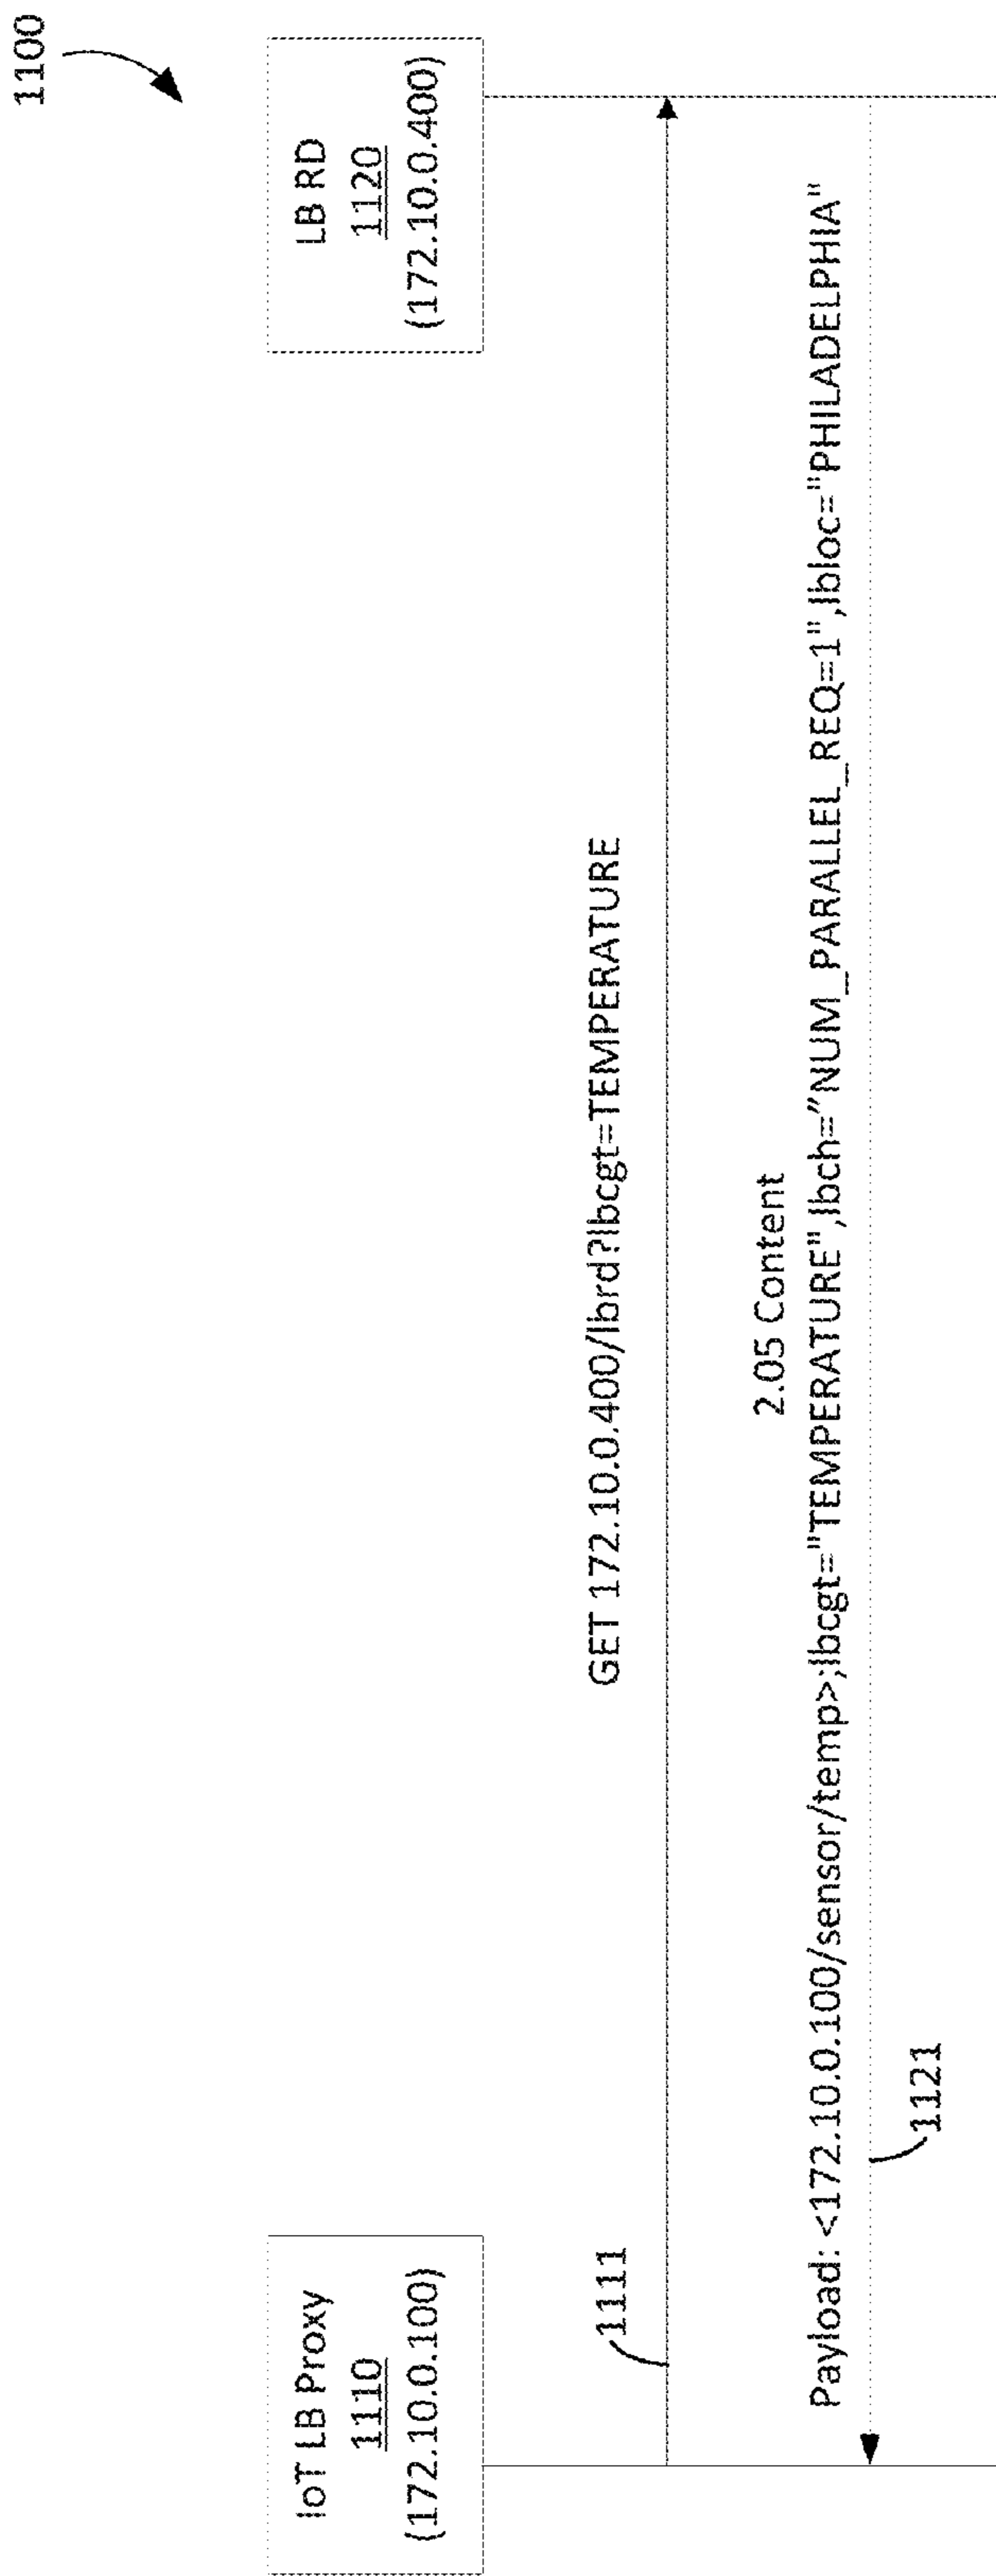 1100
IoT LB Proxy
1110
(172.10.0.100)
LB RD
1120
(172.10.0.400)
GET 172.10.0.400/lbrd?lbcgt=TEMPERATURE
1111
2.05 Content
Payload: <172.10.0.100/sensor/temp>;lbcgt="TEMPERATURE",lbch="NUM_PARALLEL_REQ=1",lbloc="PHILADELPHIA"
1121